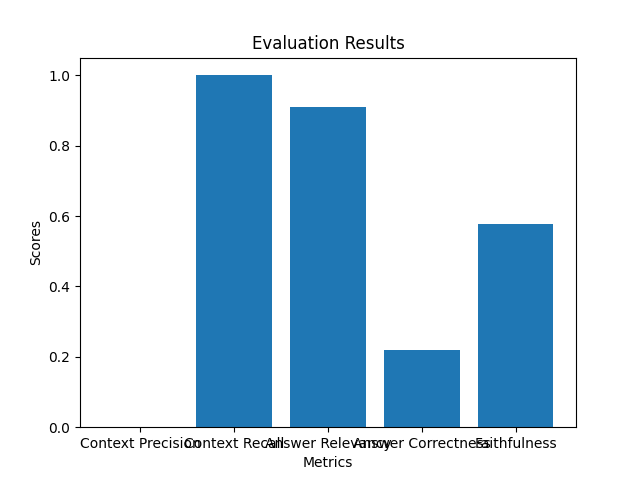 Evaluation Results
1.0
0.8
0.6
0.4
0.2
0.0
Scores
Context Precision
Context Recall
Answer Relevancy
Answer Correctness
Faithfulness
Metrics